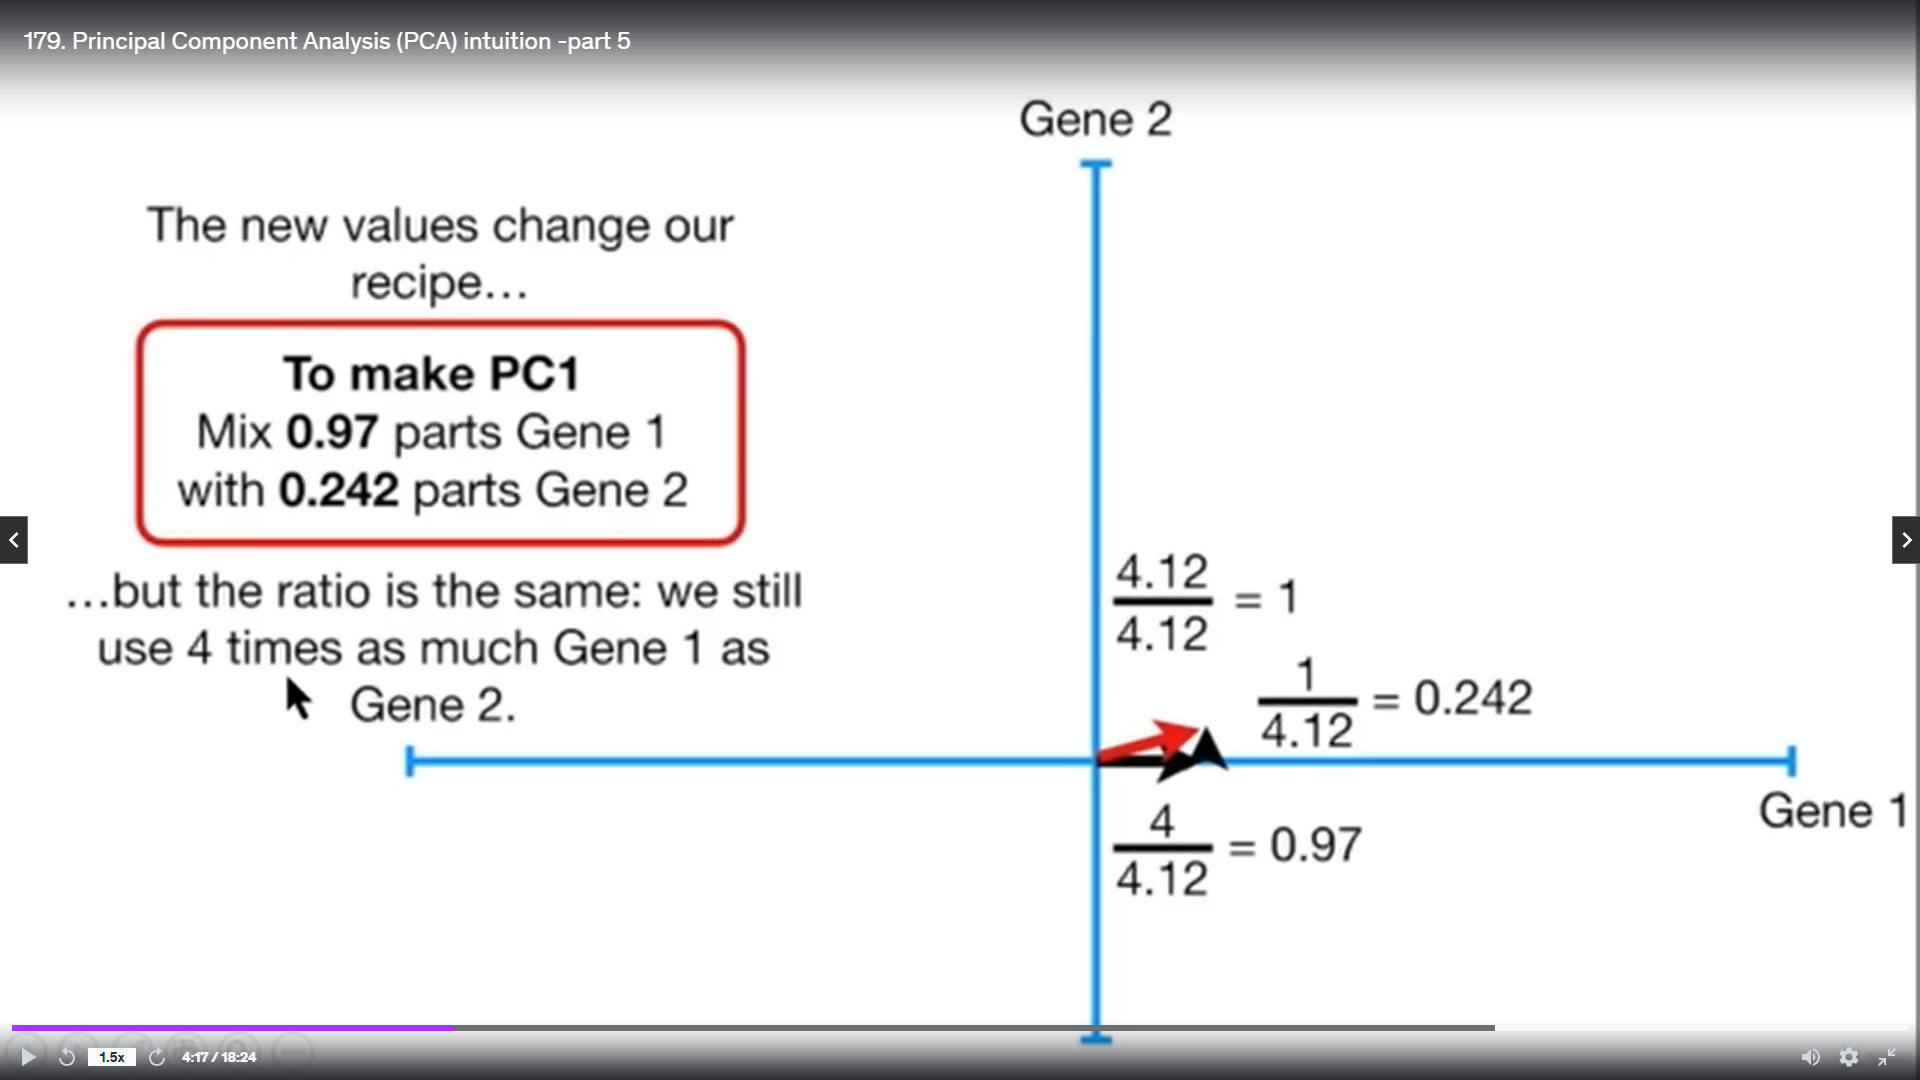 179. Principal Component Analysis (PCA) intuition -part 5
Gene 2
The new values change our
recipe...
To make PC1
Mix 0.97 parts Gene 1
with 0.242 parts Gene 2
...but the ratio is the same: we still
use 4 times as much Gene 1 as
Gene 2.
4.12
4.12
= 1
1
4.12
= 0.242
Gene 1
4
4.12
= 0.97
1.5x
4:17 / 18:24